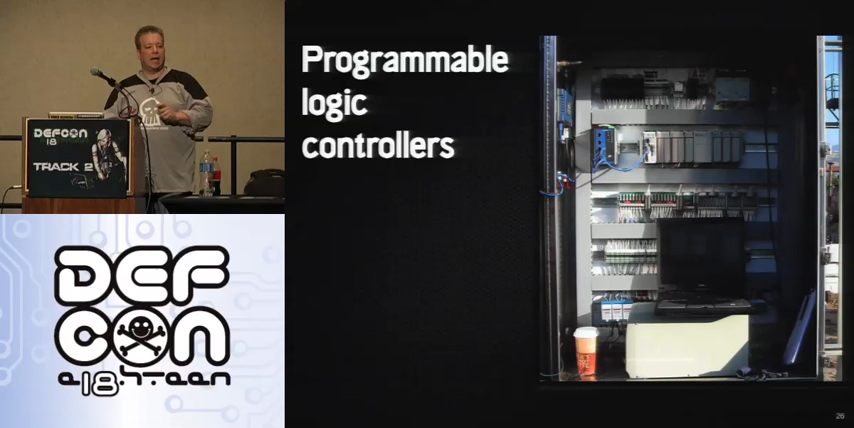 DEFCON
18
TRACK 2
Programmable
logic
controllers
DEF
CON
e18hteen
26